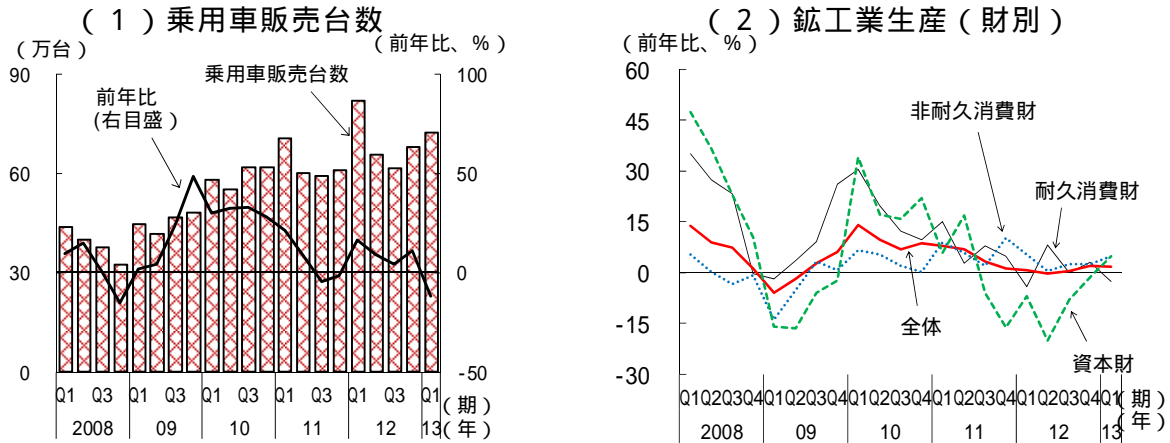 （１）乗用車販売台数
（万台）
（前年比、％）
90
60
30
0
100
50
0
-50
前年比
(右目盛）
乗用車販売台数
Q1 Q3 Q1 Q3 Q1 Q3 Q1 Q3 Q1 Q3 Q1
（期）
2008 09 10 11 12 13
（年）
（２）鉱工業生産（財別）
（前年比、％）
60
45
30
15
0
-15
-30
非耐久消費財
耐久消費財
全体
資本財
Q1Q2Q3Q4Q1Q2Q3Q4Q1Q2Q3Q4Q1Q2Q3Q4Q1Q2Q3Q4Q1
（期）
2008 09 10 11 12 13
（年）